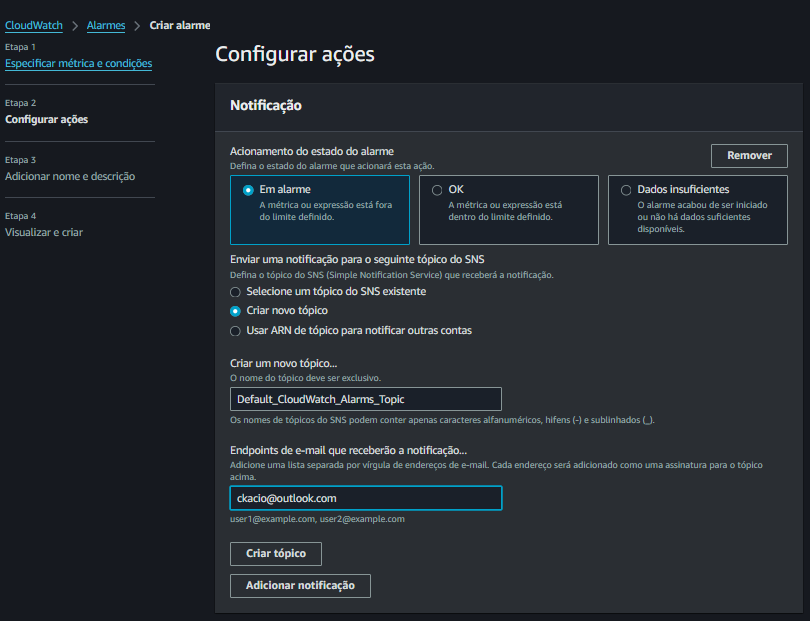 CloudWatch > Alarmes > Criar alarme
Etapa 1
Especificar métrica e condições
Etapa 2
Configurar ações
Etapa 3
Adicionar nome e descrição
Etapa 4
Visualizar e criar
Configurar ações
Notificação
Acionamento do estado do alarme
Defina o estado do alarme que acionará esta ação.
Remover
Em alarme
A métrica ou expressão está fora
do limite definido.
OK
A métrica ou expressão está
dentro do limite definido.
Dados insuficientes
O alarme acabou de ser iniciado
ou não há dados suficientes
disponíveis.
Enviar uma notificação para o seguinte tópico do SNS
Defina o tópico do SNS (Simple Notification Service) que receberá a notificação.
Selecione um tópico do SNS existente
Criar novo tópico
Usar ARN de tópico para notificar outras contas
Criar um novo tópico...
O nome do tópico deve ser exclusivo.
Default_CloudWatch_Alarms_Topic
Os nomes de tópicos do SNS podem conter apenas caracteres alfanuméricos, hifens (-) e sublinhados (_).
Endpoints de e-mail que receberão a notificação...
Adicione uma lista separada por vírgula de endereços de e-mail. Cada endereço será adicionado como uma assinatura para o tópico
acima.
ckacio@outlook.com
user1@example.com, user2@example.com
Criar tópico
Adicionar notificação